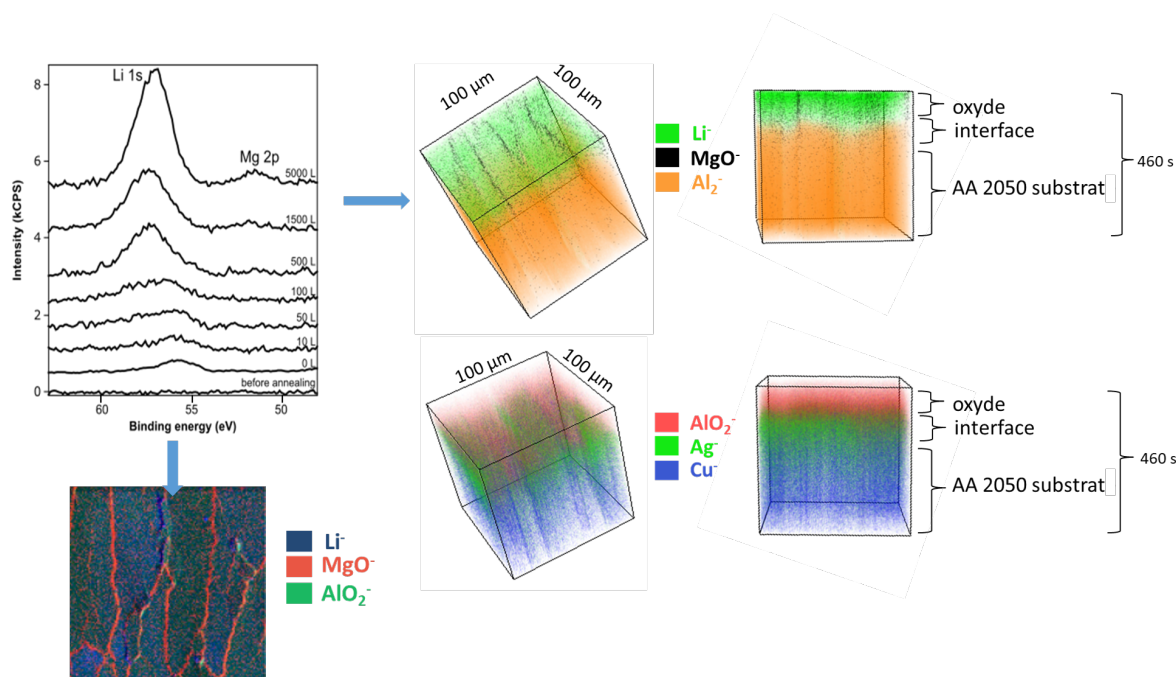 Li 1s
Mg 2p
5000 L
1500 L
500 L
100 L
50 L
10 L
0 L
before annealing
8
6
4
2
0
Intensity (kCPS)
60
55
50
Binding energy (eV)
100 µm
100 µm
Li⁻
MgO⁻
Al₂⁻
oxyde
interface
AA 2050 substrat
460 s
100 µm
100 µm
AlO₂⁻
Ag⁻
Cu⁻
oxyde
interface
AA 2050 substrat
460 s
Li⁻
MgO⁻
AlO₂⁻